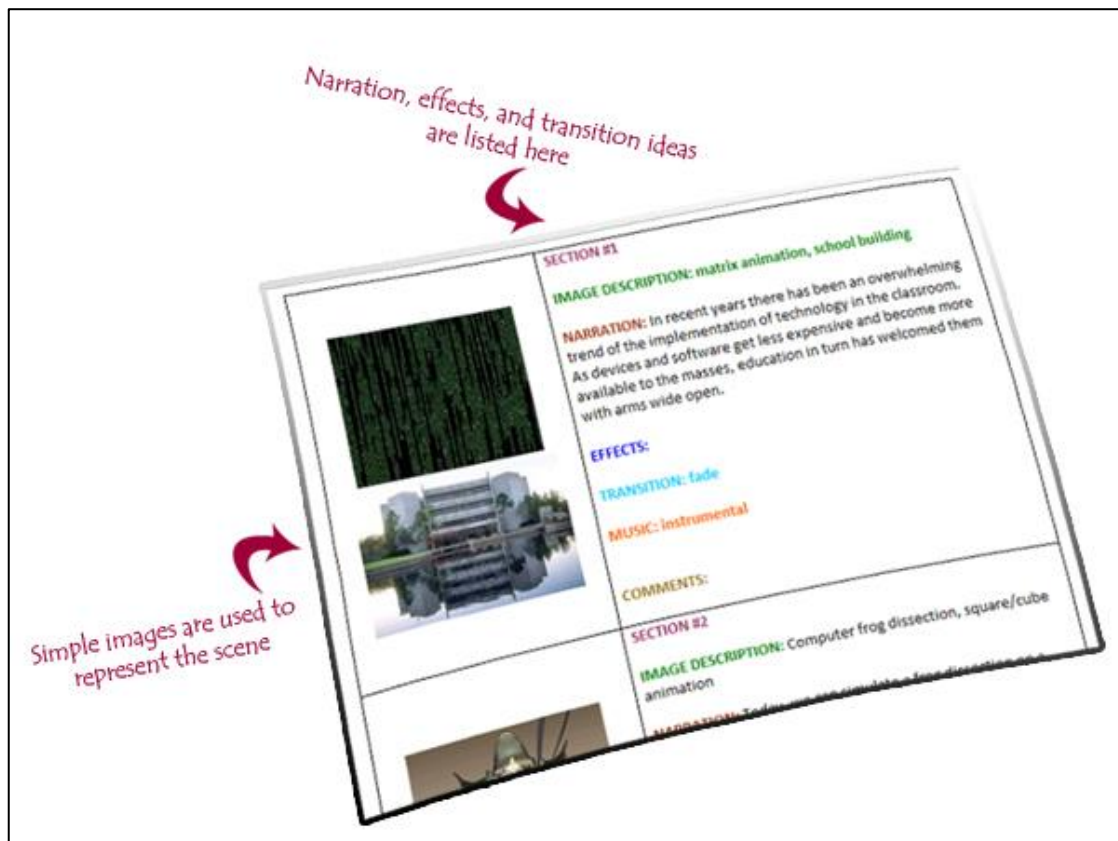 Narration, effects, and transition ideas
are listed here
SECTION #1
IMAGE DESCRIPTION: matrix animation, school building
NARRATION: In recent years there has been an overwhelming
trend of the implementation of technology in the classroom.
As devices and software get less expensive and become more
available to the masses, education in turn has welcomed them
with arms wide open.
EFFECTS:
TRANSITION: fade
MUSIC: instrumental
COMMENTS:
Simple images are used to
represent the scene
SECTION #2
IMAGE DESCRIPTION: Computer frog dissection, square/cube
animation
NARRATION: Today